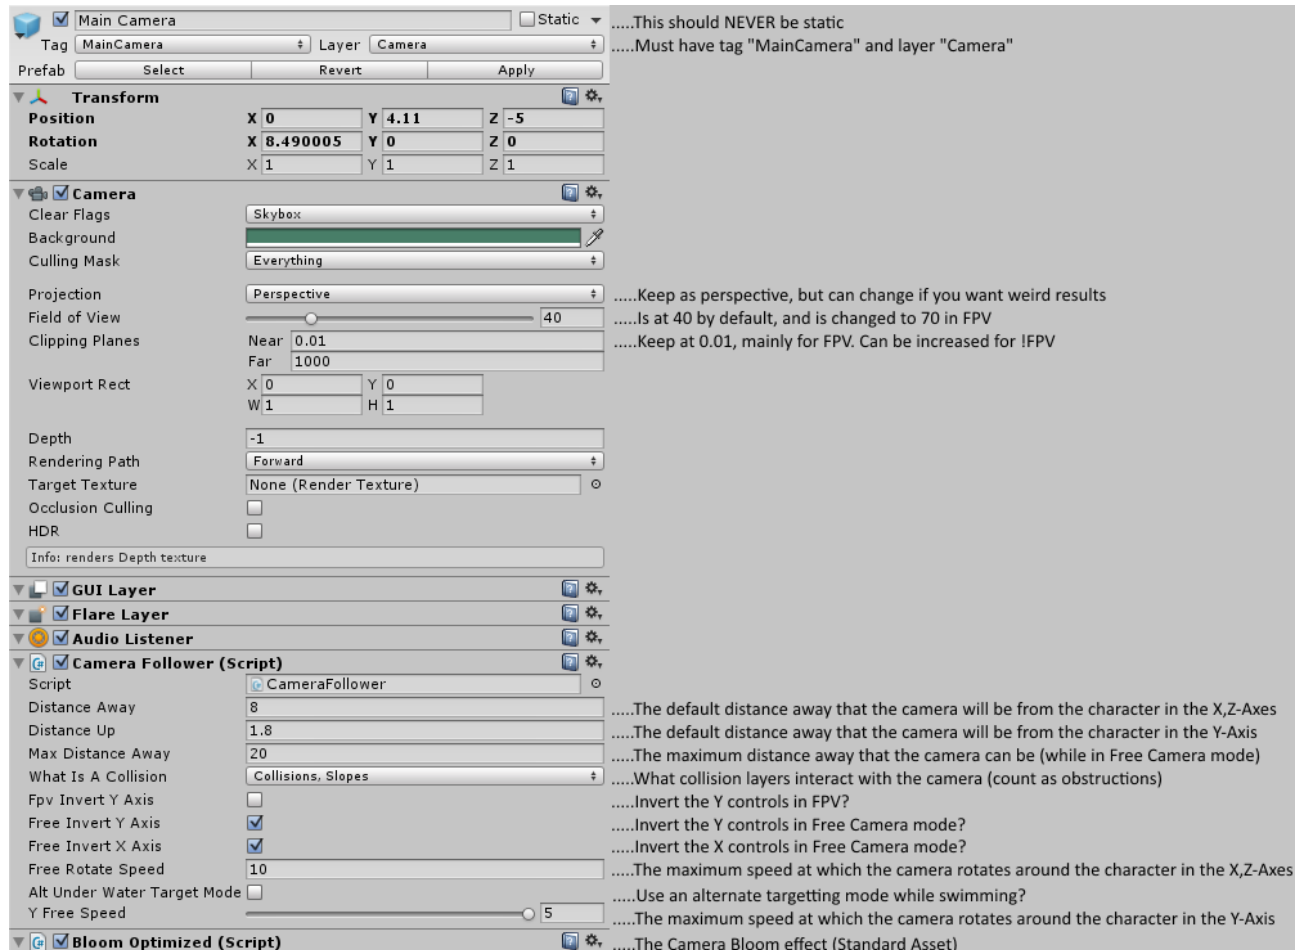 Main Camera Static .....This should NEVER be static
Tag MainCamera Layer Camera .....Must have tag "MainCamera" and layer "Camera"
Prefab Select Revert Apply
Transform
Position X 0 Y 4.11 Z -5
Rotation X 8.490005 Y 0 Z 0
Scale X 1 Y 1 Z 1
Camera
Clear Flags Skybox
Background
Culling Mask Everything
Projection Perspective .....Keep as perspective, but can change if you want weird results
Field of View 40 .....Is at 40 by default, and is changed to 70 in FPV
Clipping Planes Near 0.01 .....Keep at 0.01, mainly for FPV. Can be increased for !FPV
Far 1000
Viewport Rect X 0 Y 0
W 1 H 1
Depth -1
Rendering Path Forward
Target Texture None (Render Texture)
Occlusion Culling
HDR
Info: renders Depth texture
GUI Layer
Flare Layer
Audio Listener
Camera Follower (Script)
Script CameraFollower
Distance Away 8 .....The default distance away that the camera will be from the character in the X,Z-Axes
Distance Up 1.8 .....The default distance away that the camera will be from the character in the Y-Axis
Max Distance Away 20 .....The maximum distance away that the camera can be (while in Free Camera mode)
What Is A Collision Collisions, Slopes .....What collision layers interact with the camera (count as obstructions)
Fpv Invert Y Axis .....Invert the Y controls in FPV?
Free Invert Y Axis .....Invert the Y controls in Free Camera mode?
Free Invert X Axis .....Invert the X controls in Free Camera mode?
Free Rotate Speed 10 .....The maximum speed at which the camera rotates around the character in the X,Z-Axes
Alt Under Water Target Mode .....Use an alternate targetting mode while swimming?
Y Free Speed 5 .....The maximum speed at which the camera rotates around the character in the Y-Axis
Bloom Optimized (Script) .....The Camera Bloom effect (Standard Asset)